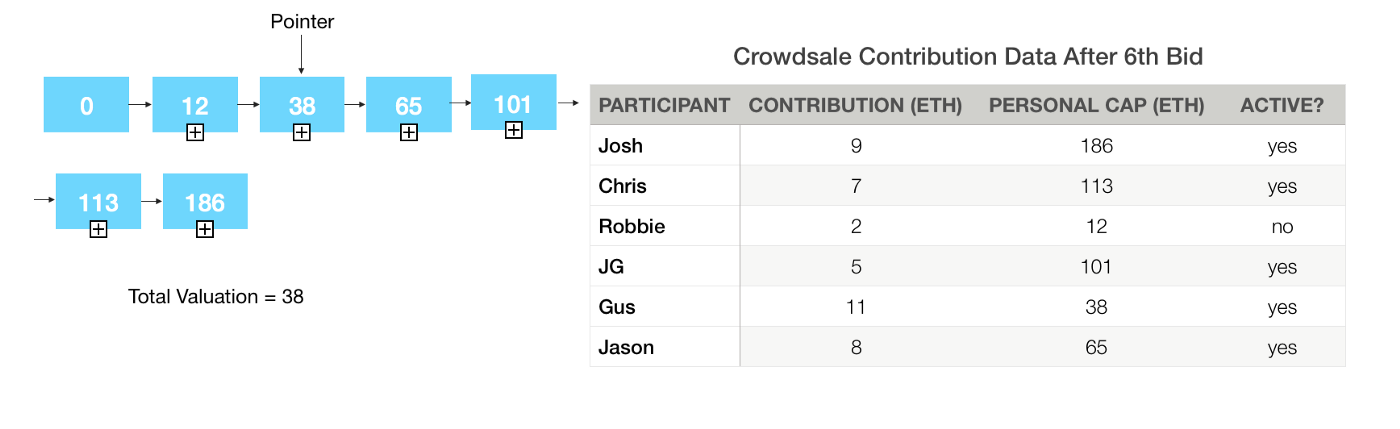 Pointer
0 12 38 65 101
113 186
Total Valuation = 38
Crowdsale Contribution Data After 6th Bid
PARTICIPANT CONTRIBUTION (ETH) PERSONAL CAP (ETH) ACTIVE?
Josh 9 186 yes
Chris 7 113 yes
Robbie 2 12 no
JG 5 101 yes
Gus 11 38 yes
Jason 8 65 yes